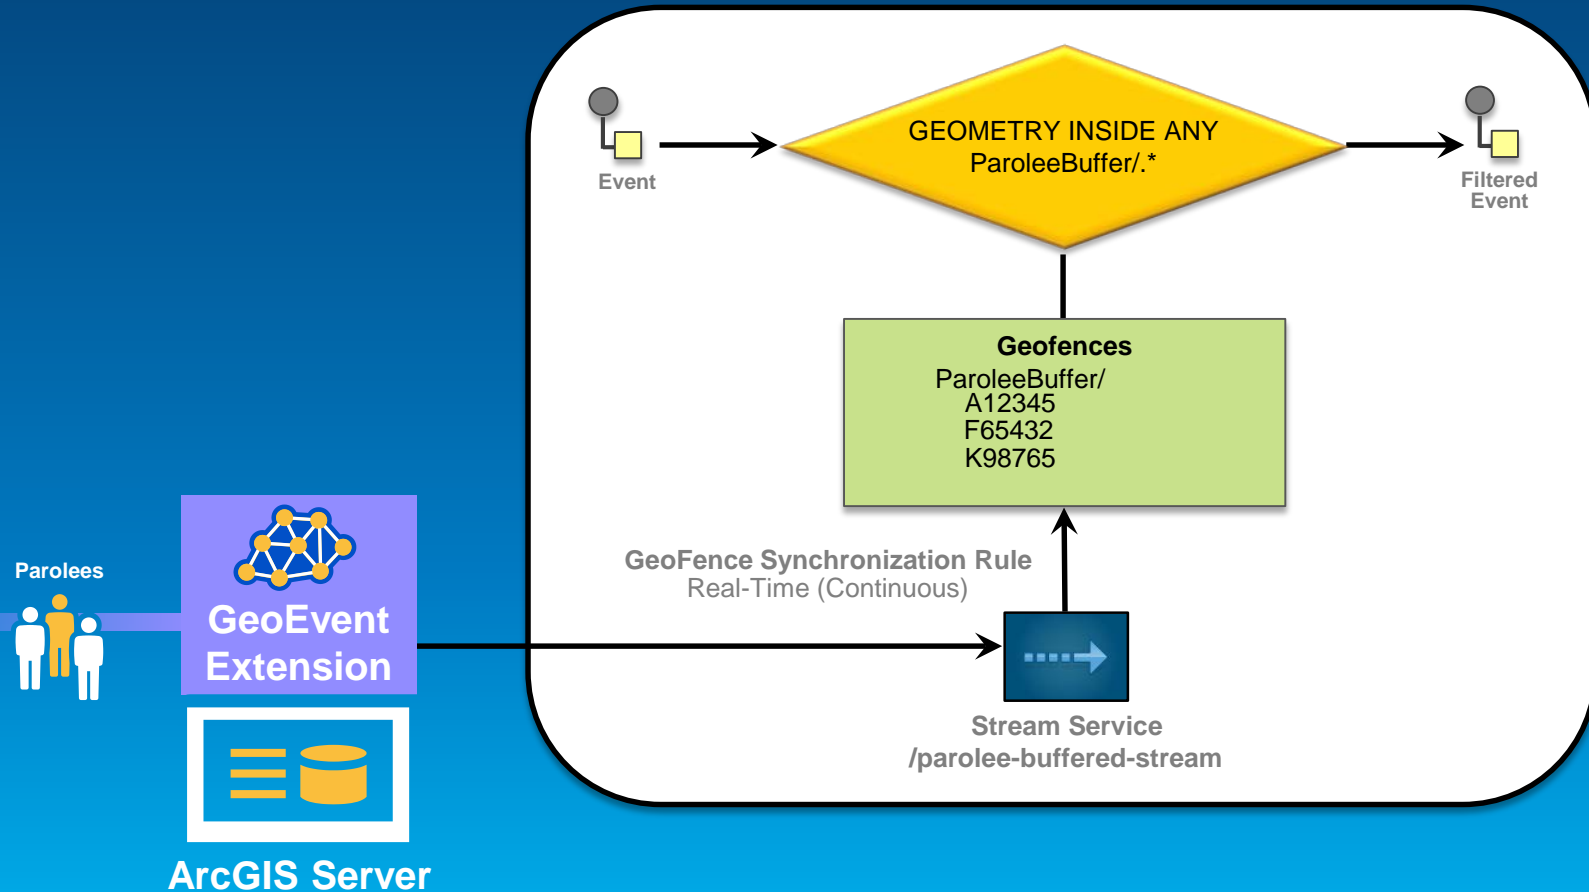 GEOMETRY INSIDE ANY
ParoleeBuffer/.*
Event
Filtered
Event
Geofences
ParoleeBuffer/
A12345
F65432
K98765
GeoFence Synchronization Rule
Real-Time (Continuous)
Parolees
GeoEvent
Extension
Stream Service
/parolee-buffered-stream
ArcGIS Server